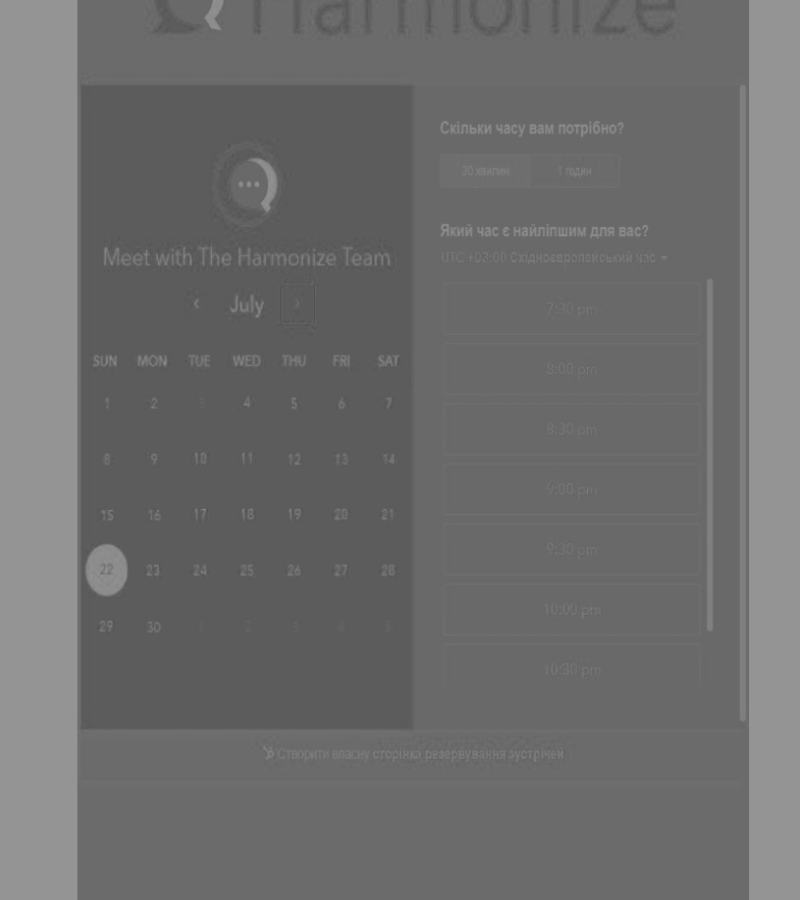 Harmonize
Meet with The Harmonize Team
July
SUN MON TUE WED THU FRI SAT
1 2 3 4 5 6 7
8 9 10 11 12 13 14
15 16 17 18 19 20 21
22 23 24 25 26 27 28
29 30 1 2 3 4 5
Скільки часу вам потрібно?
30 хвилин 1 годин
Який час є найліпшим для вас?
UTC +02:00 Східноєвропейський час
7:30 pm
8:00 pm
8:30 pm
9:00 pm
9:30 pm
10:00 pm
10:30 pm
Створити власну сторінка резервування зустрічей